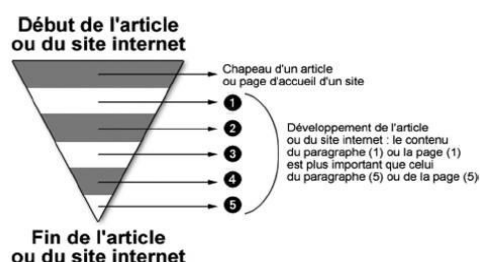 Début de l'article
ou du site internet
Chapeau d'un article
ou page d'accueil d'un site
1
2
3
4
5
Développement de l'article
ou du site internet : le contenu
du paragraphe (1) ou la page (1)
est plus important que celui
du paragraphe (5) ou de la page (5)
Fin de l'article
ou du site internet